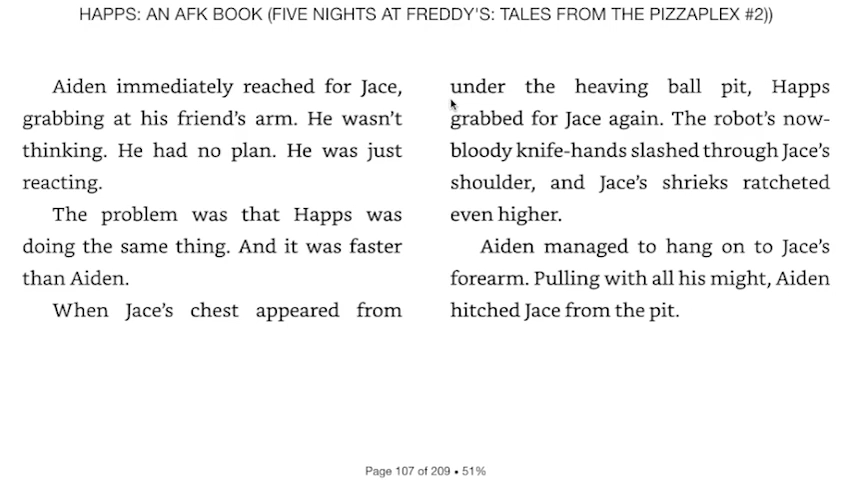 HAPPS: AN AFK BOOK (FIVE NIGHTS AT FREDDY'S: TALES FROM THE PIZZAPLEX #2))
Aiden immediately reached for Jace,
grabbing at his friend’s arm. He wasn’t
thinking. He had no plan. He was just
reacting.
The problem was that Happs was
doing the same thing. And it was faster
than Aiden.
When Jace’s chest appeared from
under the heaving ball pit, Happs
grabbed for Jace again. The robot’s now-
bloody knife-hands slashed through Jace’s
shoulder, and Jace’s shrieks ratcheted
even higher.
Aiden managed to hang on to Jace’s
forearm. Pulling with all his might, Aiden
hitched Jace from the pit.
Page 107 of 209 • 51%